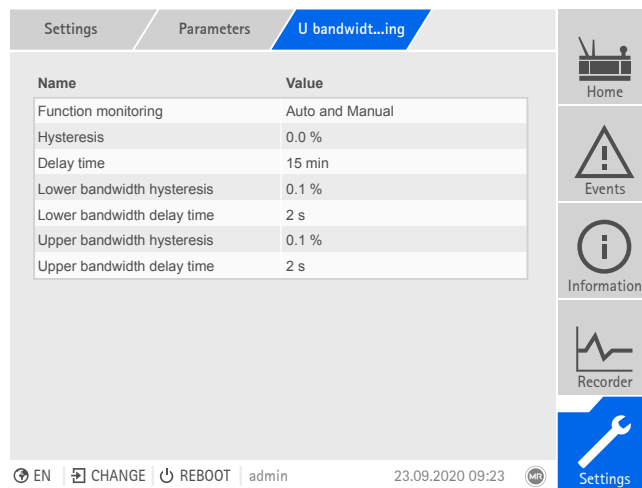 Settings Parameters U bandwidt...ing
Name Value
Function monitoring Auto and Manual
Hysteresis 0.0 %
Delay time 15 min
Lower bandwidth hysteresis 0.1 %
Lower bandwidth delay time 2 s
Upper bandwidth hysteresis 0.1 %
Upper bandwidth delay time 2 s
Home
Events
Information
Recorder
Settings
EN CHANGE REBOOT admin 23.09.2020 09:23 MR